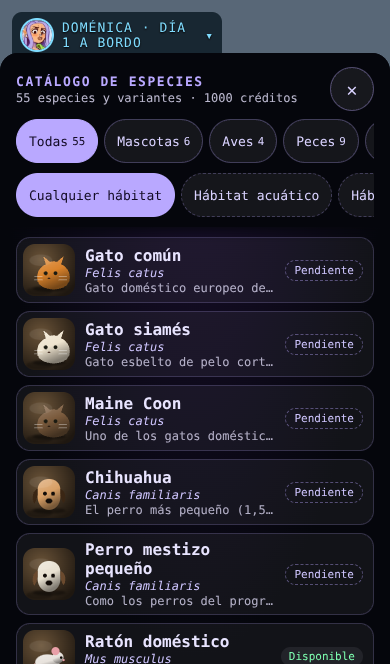 DOMÉNICA · DÍA
1 A BORDO
▾
CATÁLOGO DE ESPECIES
55 especies y variantes · 1000 créditos
×
Todas 55
Mascotas 6
Aves 4
Peces 9
Cualquier hábitat
Hábitat acuático
Háb
Gato común
Felis catus
Gato doméstico europeo de…
Pendiente
Gato siamés
Felis catus
Gato esbelto de pelo cort…
Pendiente
Maine Coon
Felis catus
Uno de los gatos doméstic…
Pendiente
Chihuahua
Canis familiaris
El perro más pequeño (1,5…
Pendiente
Perro mestizo
pequeño
Canis familiaris
Como los perros del progr…
Pendiente
Ratón doméstico
Mus musculus
Disponible